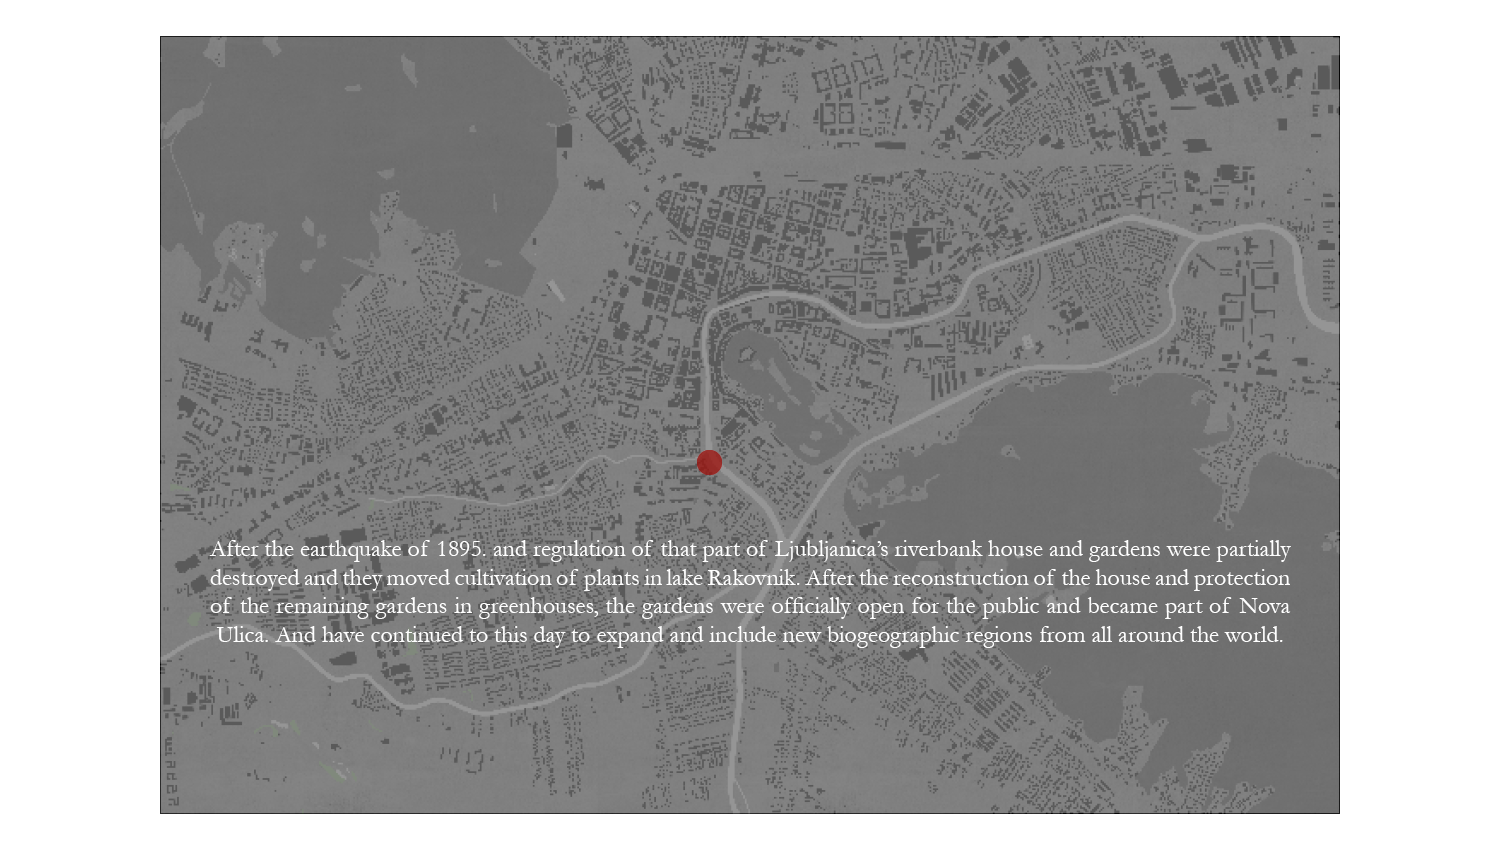 After the earthquake of 1895. and regulation of that part of Ljubljanica’s riverbank house and gardens were partially
destroyed and they moved cultivation of plants in lake Rakovnik. After the reconstruction of the house and protection
of the remaining gardens in greenhouses, the gardens were officially open for the public and became part of Nova
Ulica. And have continued to this day to expand and include new biogeographic regions from all around the world.